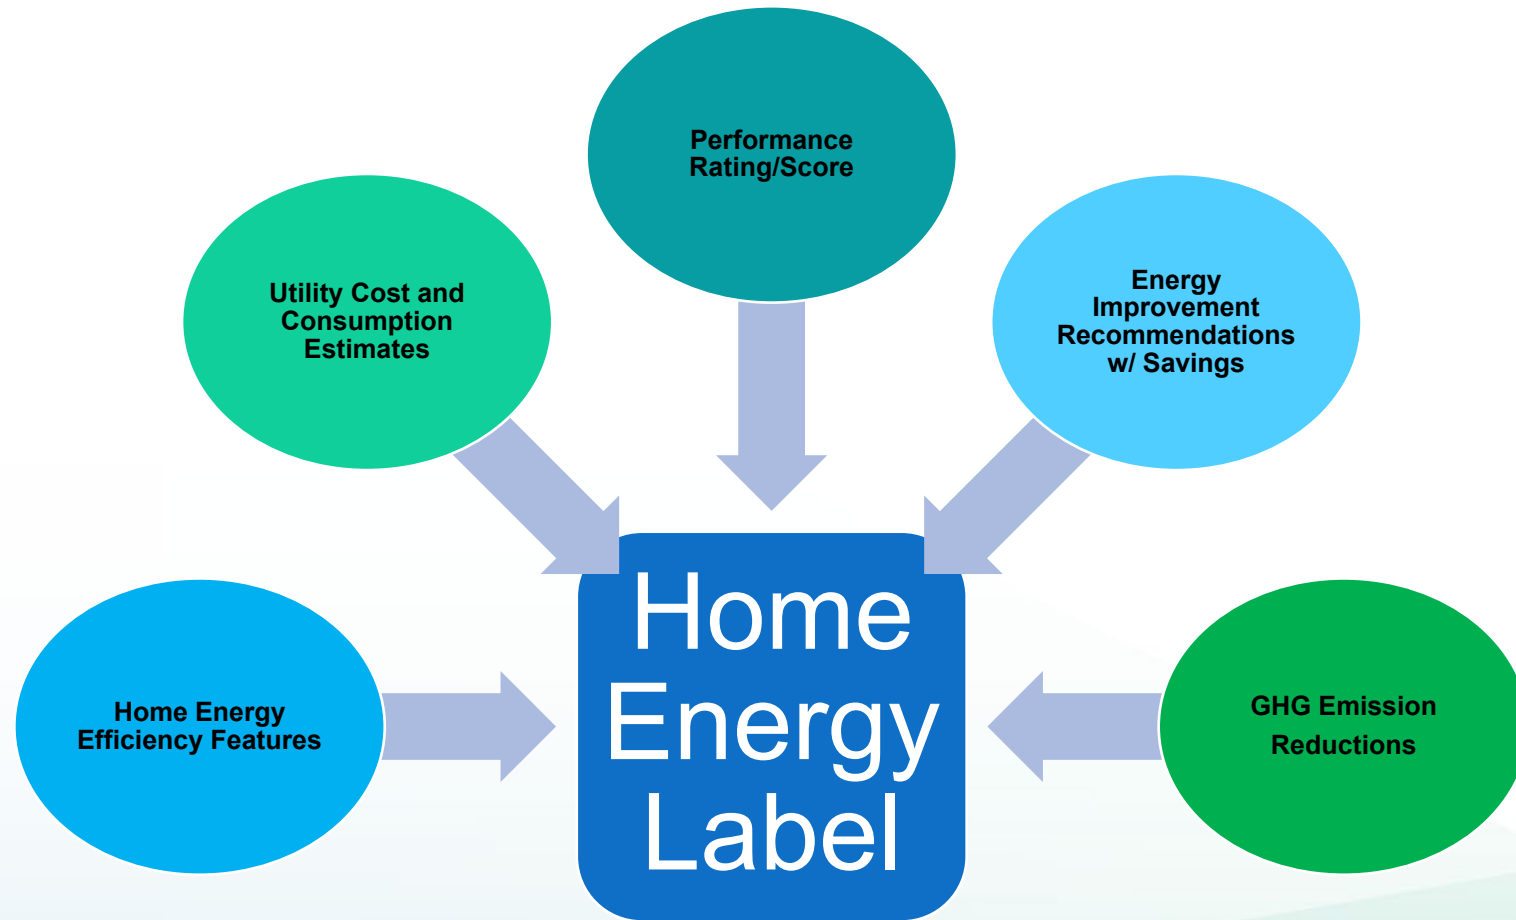 Performance
Rating/Score
Utility Cost and
Consumption
Estimates
Energy
Improvement
Recommendations
w/ Savings
Home Energy
Efficiency Features
GHG Emission
Reductions
Home
Energy
Label